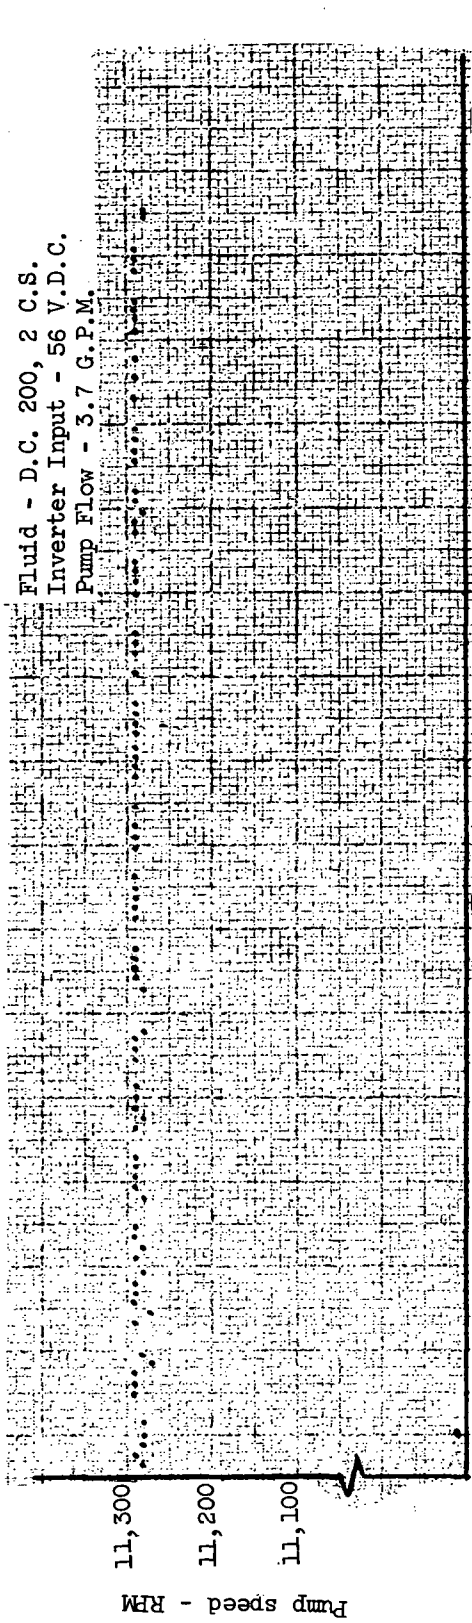 Fluid - D.C. 200, 2 C.S.
Inverter Input - 56 V.D.C.
Pump Flow - 3.7 G.P.M.
11,300
11,200
11,100
Pump speed - RPM